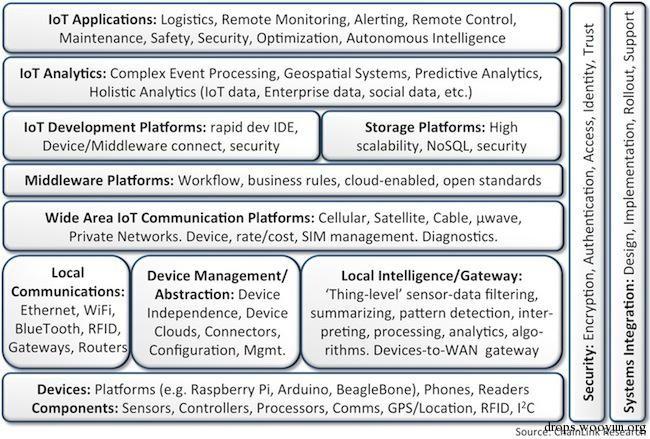 IoT Applications: Logistics, Remote Monitoring, Alerting, Remote Control,
Maintenance, Safety, Security, Optimization, Autonomous Intelligence
IoT Analytics: Complex Event Processing, Geospatial Systems, Predictive Analytics,
Holistic Analytics (IoT data, Enterprise data, social data, etc.)
IoT Development Platforms: rapid dev IDE,
Device/Middleware connect, security
Storage Platforms: High
scalability, NoSQL, security
Middleware Platforms: Workflow, business rules, cloud-enabled, open standards
Wide Area IoT Communication Platforms: Cellular, Satellite, Cable, µwave,
Private Networks. Device, rate/cost, SIM management. Diagnostics.
Local
Communications:
Ethernet, WiFi,
BlueTooth, RFID,
Gateways, Routers
Device Management/
Abstraction: Device
Independence, Device
Clouds, Connectors,
Configuration, Mgmt.
Local Intelligence/Gateway:
‘Thing-level’ sensor-data filtering,
summarizing, pattern detection, inter-
preting, processing, analytics, algo-
rithms. Devices-to-WAN gateway
Devices: Platforms (e.g. Raspberry Pi, Arduino, BeagleBone), Phones, Readers
Components: Sensors, Controllers, Processors, Comms, GPS/Location, RFID, I²C
Security: Encryption, Authentication, Access, Identity, Trust
Systems Integration: Design, Implementation, Rollout, Support
Source: ChainLink Research
drops.wooyun.org